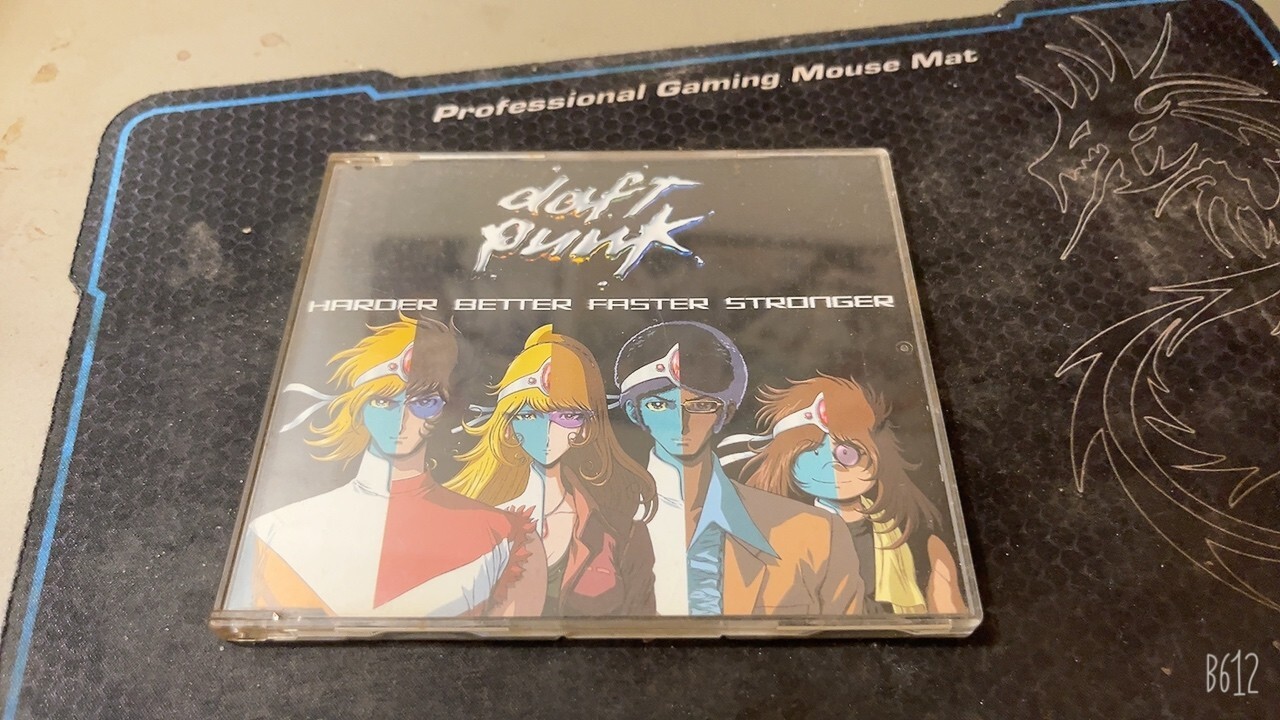 Professional Gaming Mouse Mat
daft
punk
HARDER BETTER FASTER STRONGER
B612